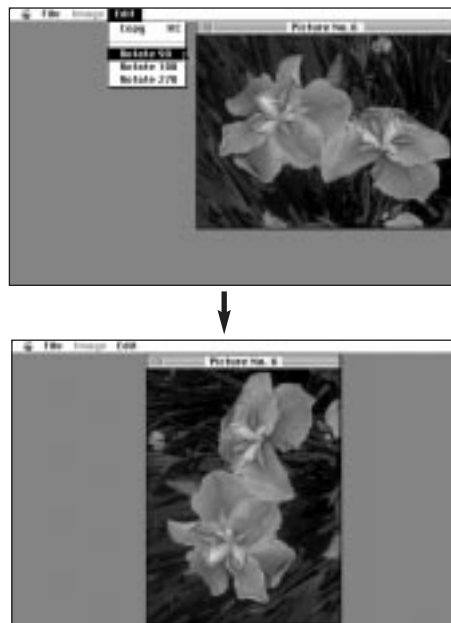 File Image Edit
Copy ⌘C
Rotate 90
Rotate 180
Rotate 270
Picture No. 6
File Image Edit
Picture No. 6